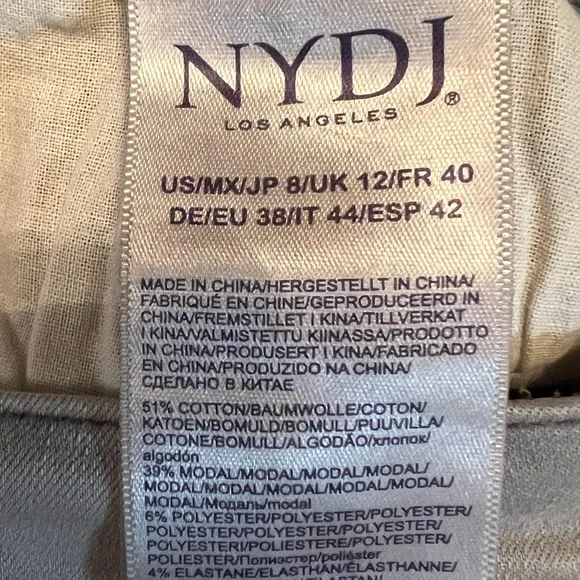 NYDJ®
LOS ANGELES
US/MX/JP 8/UK 12/FR 40
DE/EU 38/IT 44/ESP 42
MADE IN CHINA/HERGESTELLT IN CHINA/
FABRIQUÉ EN CHINE/GEPRODUCEERD IN
CHINA/FREMSTILLET I KINA/TILLVERKAT
I KINA/VALMISTETTU KIINASSA/PRODOTTO
IN CHINA/PRODUSERT I KINA/FABRICADO
EN CHINA/PRODUZIDO NA CHINA/
СДЕЛАНО В КИТАЕ
51% COTTON/BAUMWOLLE/COTON/
KATOEN/BOMULD/BOMULL/PUUVILLA/
COTONE/BOMULL/ALGODÃO/хлопок/
algodón
39% MODAL/MODAL/MODAL/MODAL/
MODAL/MODAL/MODAL/MODAL/MODAL/
MODAL/Модаль/modal
6% POLYESTER/POLYESTER/POLYESTER/
POLYESTER/POLYESTER/POLYESTER/
POLYESTERI/POLIESTERE/POLYESTER/
POLIÉSTER/Полиэстер/poliéster
4% ELASTANE/ELASTHAN/ÉLASTHANNE/